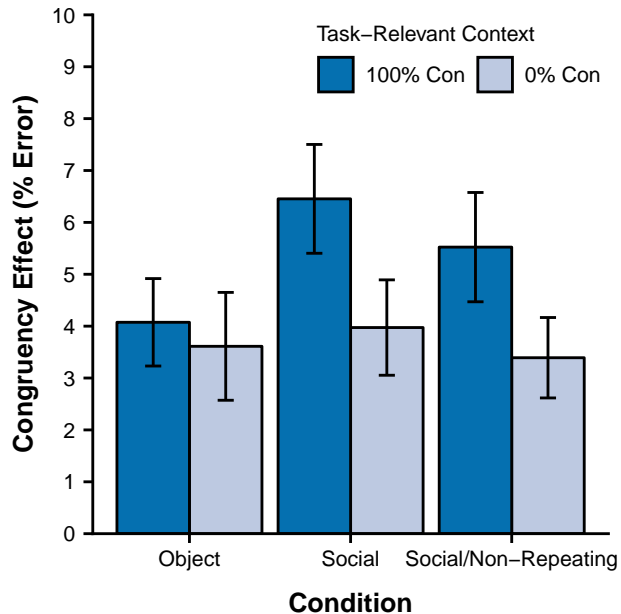 Task−Relevant Context
100% Con 0% Con
Congruency Effect (% Error)
10
9
8
7
6
5
4
3
2
1
0
Object Social Social/Non−Repeating
Condition